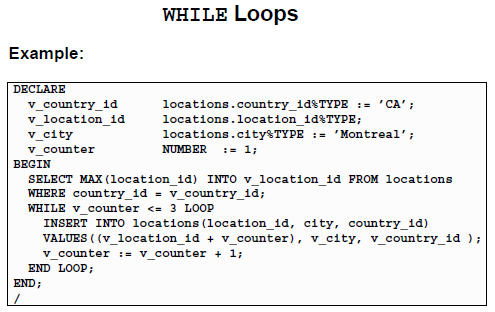 WHILE Loops
Example:
DECLARE
  v_country_id      locations.country_id%TYPE := ’CA’;
  v_location_id     locations.location_id%TYPE;
  v_city            locations.city%TYPE := ’Montreal’;
  v_counter         NUMBER  := 1;
BEGIN
  SELECT MAX(location_id) INTO v_location_id FROM locations
  WHERE country_id = v_country_id;
  WHILE v_counter <= 3 LOOP
    INSERT INTO locations(location_id, city, country_id)
    VALUES((v_location_id + v_counter), v_city, v_country_id );
    v_counter := v_counter + 1;
  END LOOP;
END;
/